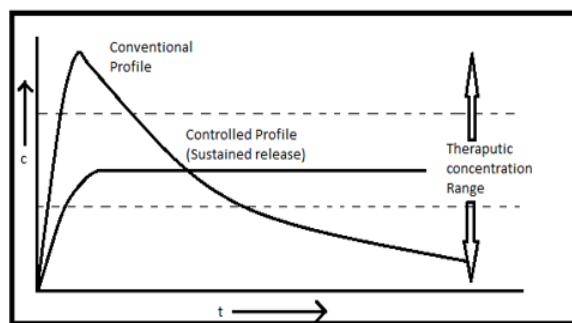 Conventional
Profile
Controlled Profile
(Sustained release)
Theraputic
concentration
Range
c
t